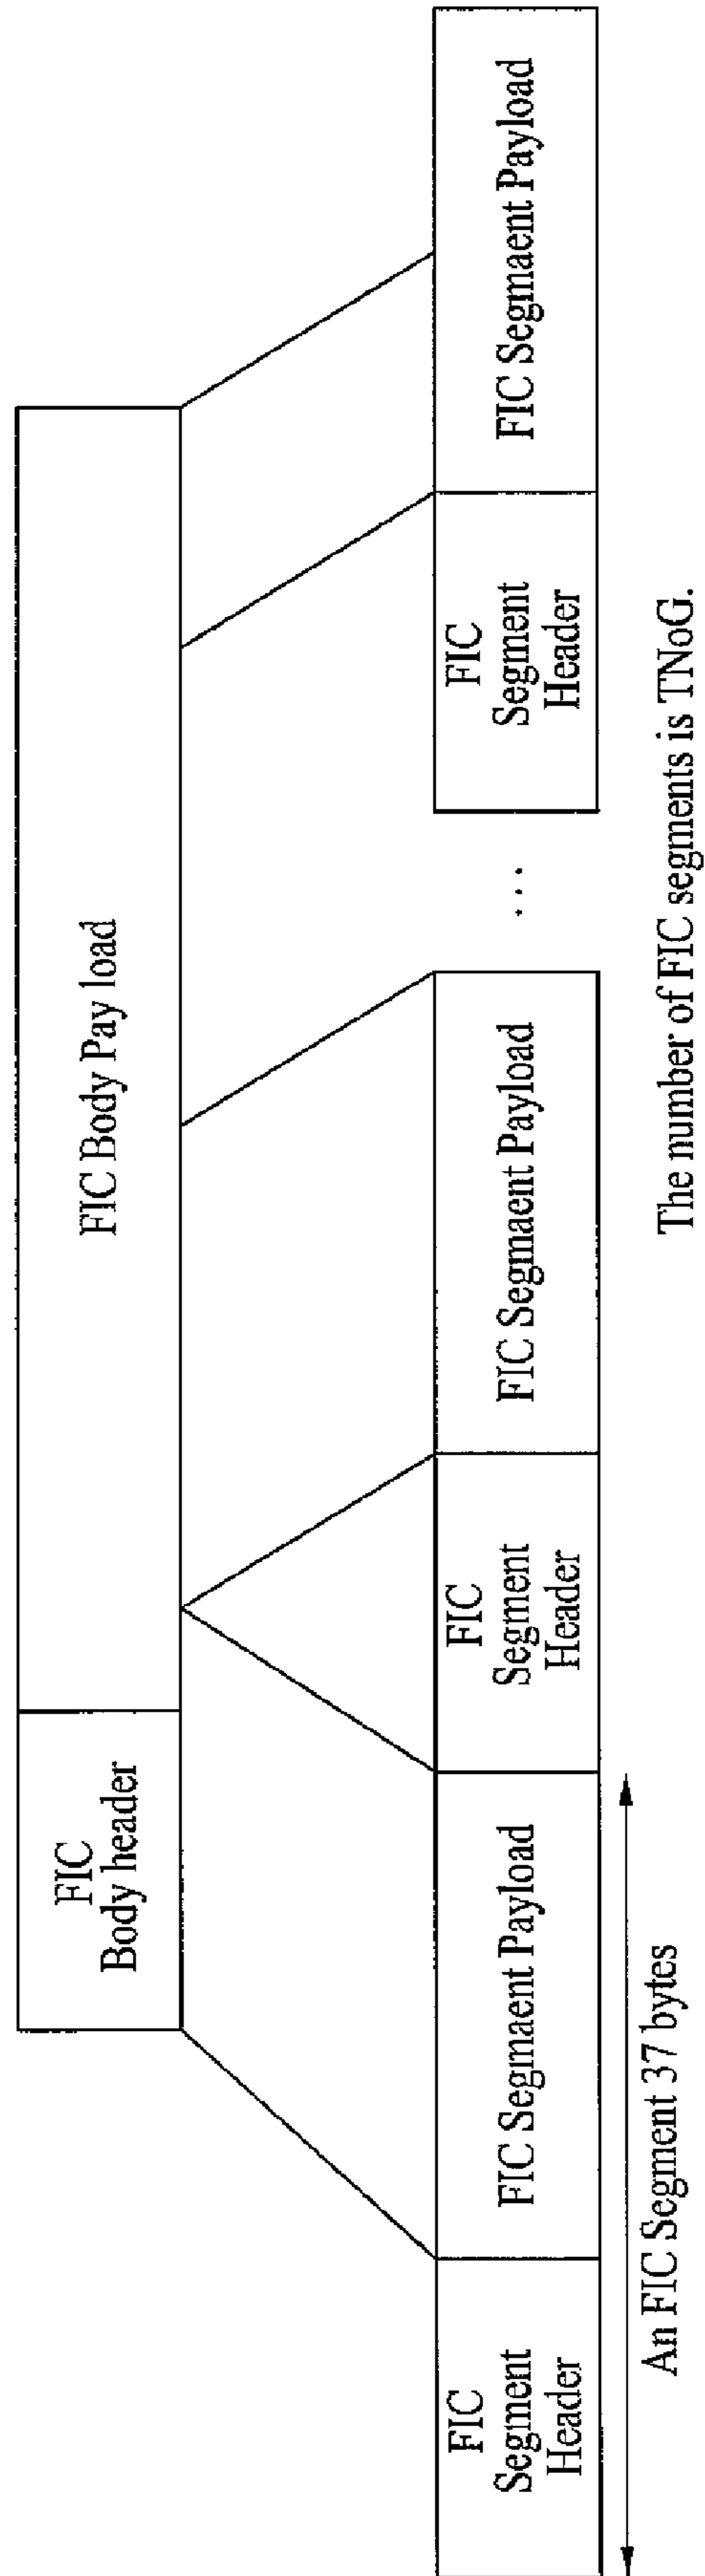 FIC
Body header
FIC Body Pay load
FIC
Segment
Header
FIC Segmaent Payload
FIC
Segment
Header
FIC Segmaent Payload
...
FIC
Segment
Header
FIC Segmaent Payload
An FIC Segment 37 bytes
The number of FIC segments is TNoG.